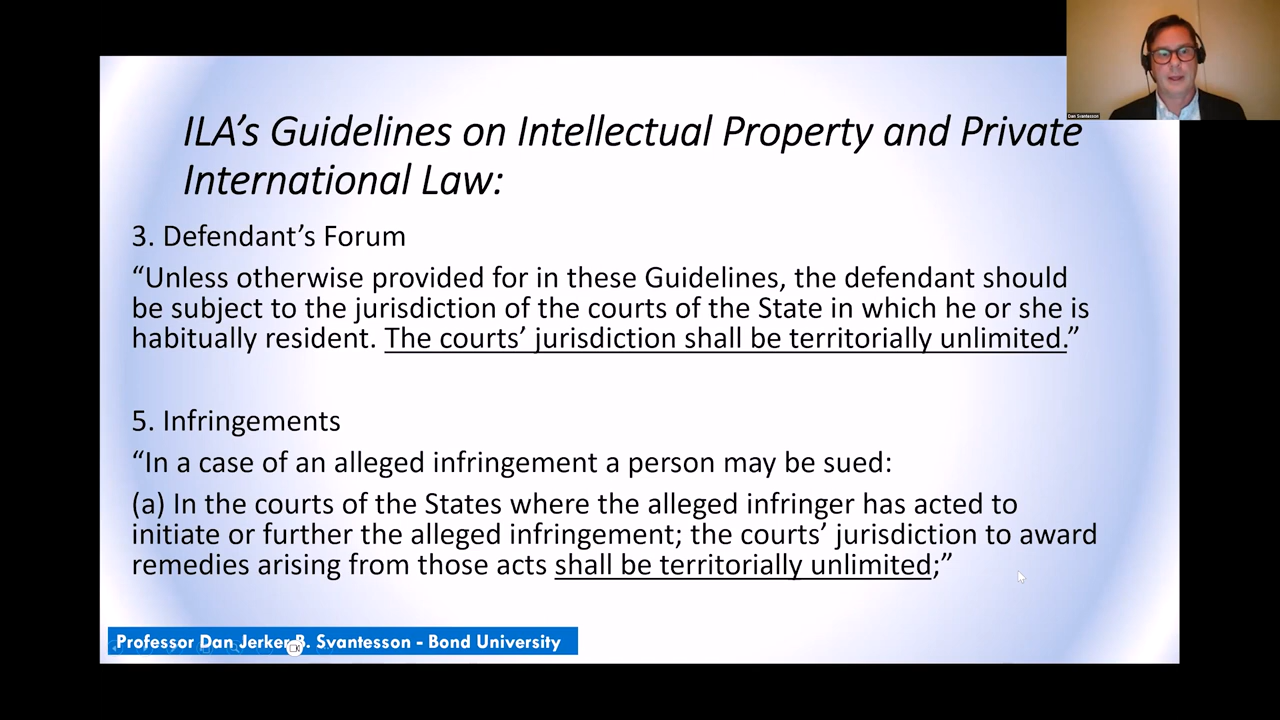 ILA's Guidelines on Intellectual Property and Private
International Law:
3. Defendant's Forum
“Unless otherwise provided for in these Guidelines, the defendant should
be subject to the jurisdiction of the courts of the State in which he or she is
habitually resident. The courts’ jurisdiction shall be territorially unlimited.”
5. Infringements
“In a case of an alleged infringement a person may be sued:
(a) In the courts of the States where the alleged infringer has acted to
initiate or further the alleged infringement; the courts’ jurisdiction to award
remedies arising from those acts shall be territorially unlimited;”
Professor Dan Jerker B. Svantesson - Bond University
Dan Svantesson